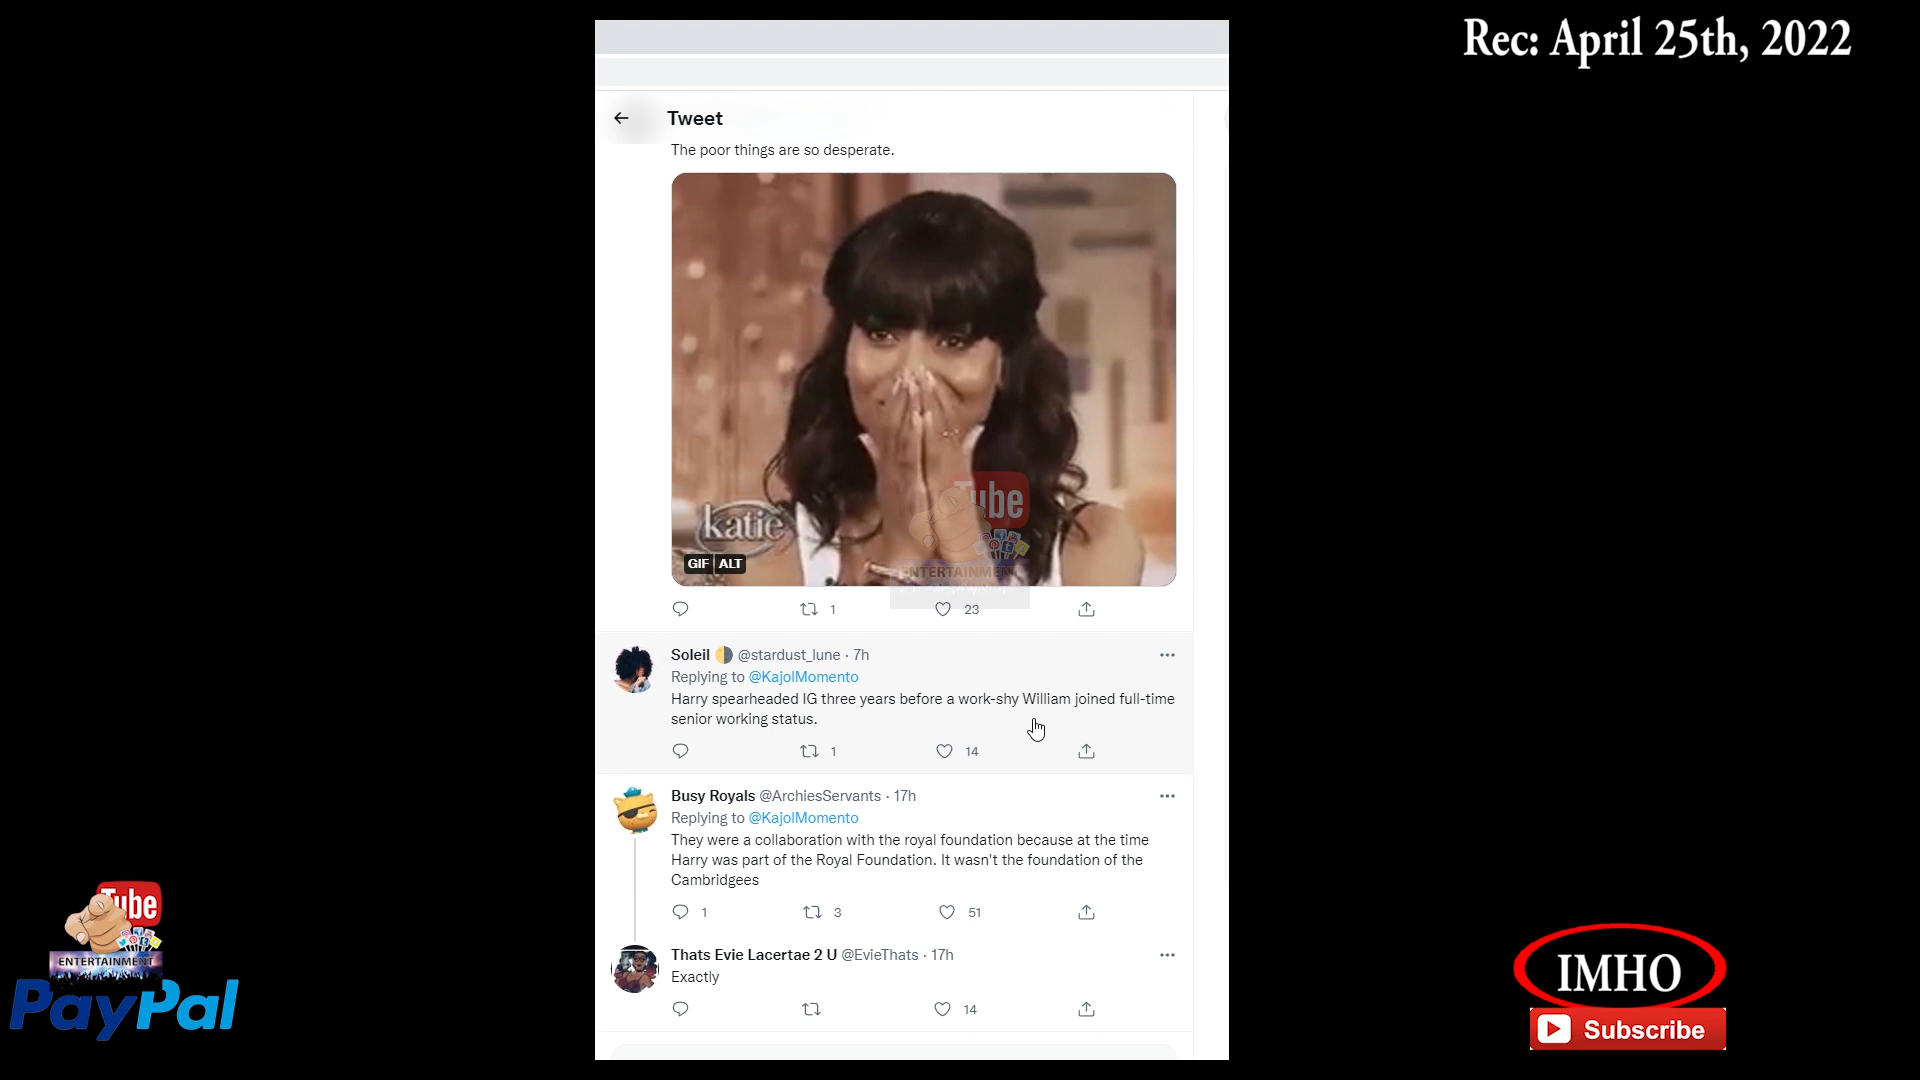 Rec: April 25th, 2022
Tweet
The poor things are so desperate.
katie
Tube
ENTERTAINMENT
GIF ALT
1
23
Soleil @stardust_lune · 7h
Replying to @KajolMomento
Harry spearheaded IG three years before a work-shy William joined full-time
senior working status.
1
14
Busy Royals @ArchiesServants · 17h
Replying to @KajolMomento
They were a collaboration with the royal foundation because at the time
Harry was part of the Royal Foundation. It wasn't the foundation of the
Cambridgees
1
3
51
Thats Evie Lacertae 2 U @EvieThats · 17h
Exactly
14
Tube
ENTERTAINMENT
PayPal
IMHO
Subscribe